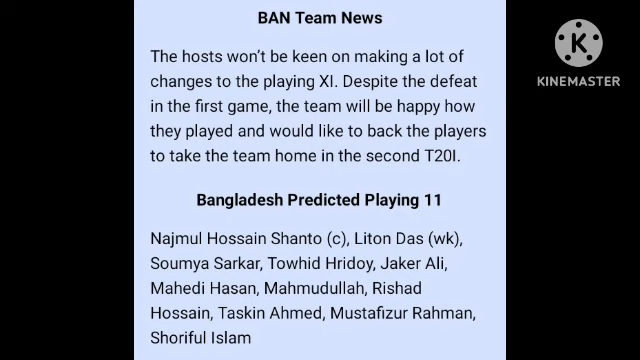 BAN Team News
The hosts won't be keen on making a lot of
changes to the playing XI. Despite the defeat
in the first game, the team will be happy how
they played and would like to back the players
to take the team home in the second T20I.
Bangladesh Predicted Playing 11
Najmul Hossain Shanto (c), Liton Das (wk),
Soumya Sarkar, Towhid Hridoy, Jaker Ali,
Mahedi Hasan, Mahmudullah, Rishad
Hossain, Taskin Ahmed, Mustafizur Rahman,
Shoriful Islam
K
KINEMASTER